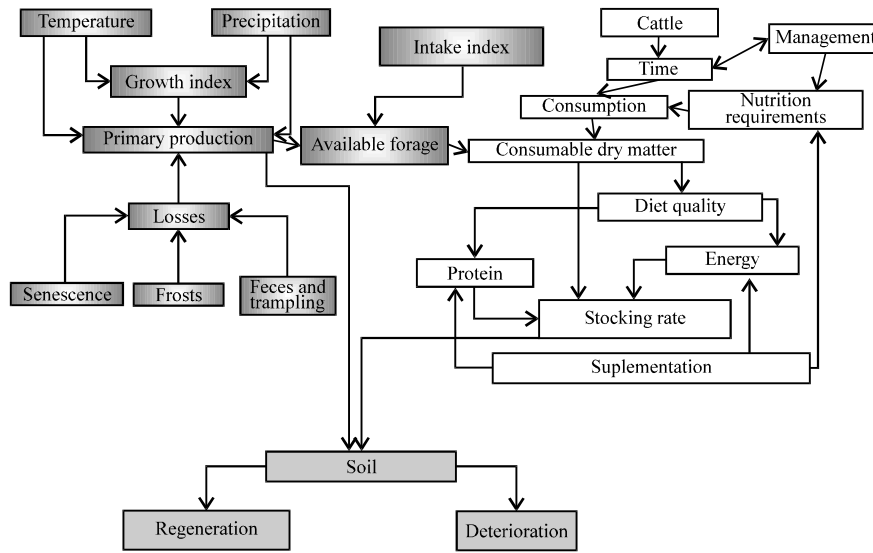 Temperature
Precipitation
Cattle
Intake index
Management
Time
Growth index
Consumption
Nutrition
requirements
Primary production
Available forage
Consumable dry matter
Losses
Diet quality
Protein
Energy
Senescence
Frosts
Feces and
trampling
Stocking rate
Suplementation
Soil
Regeneration
Deterioration